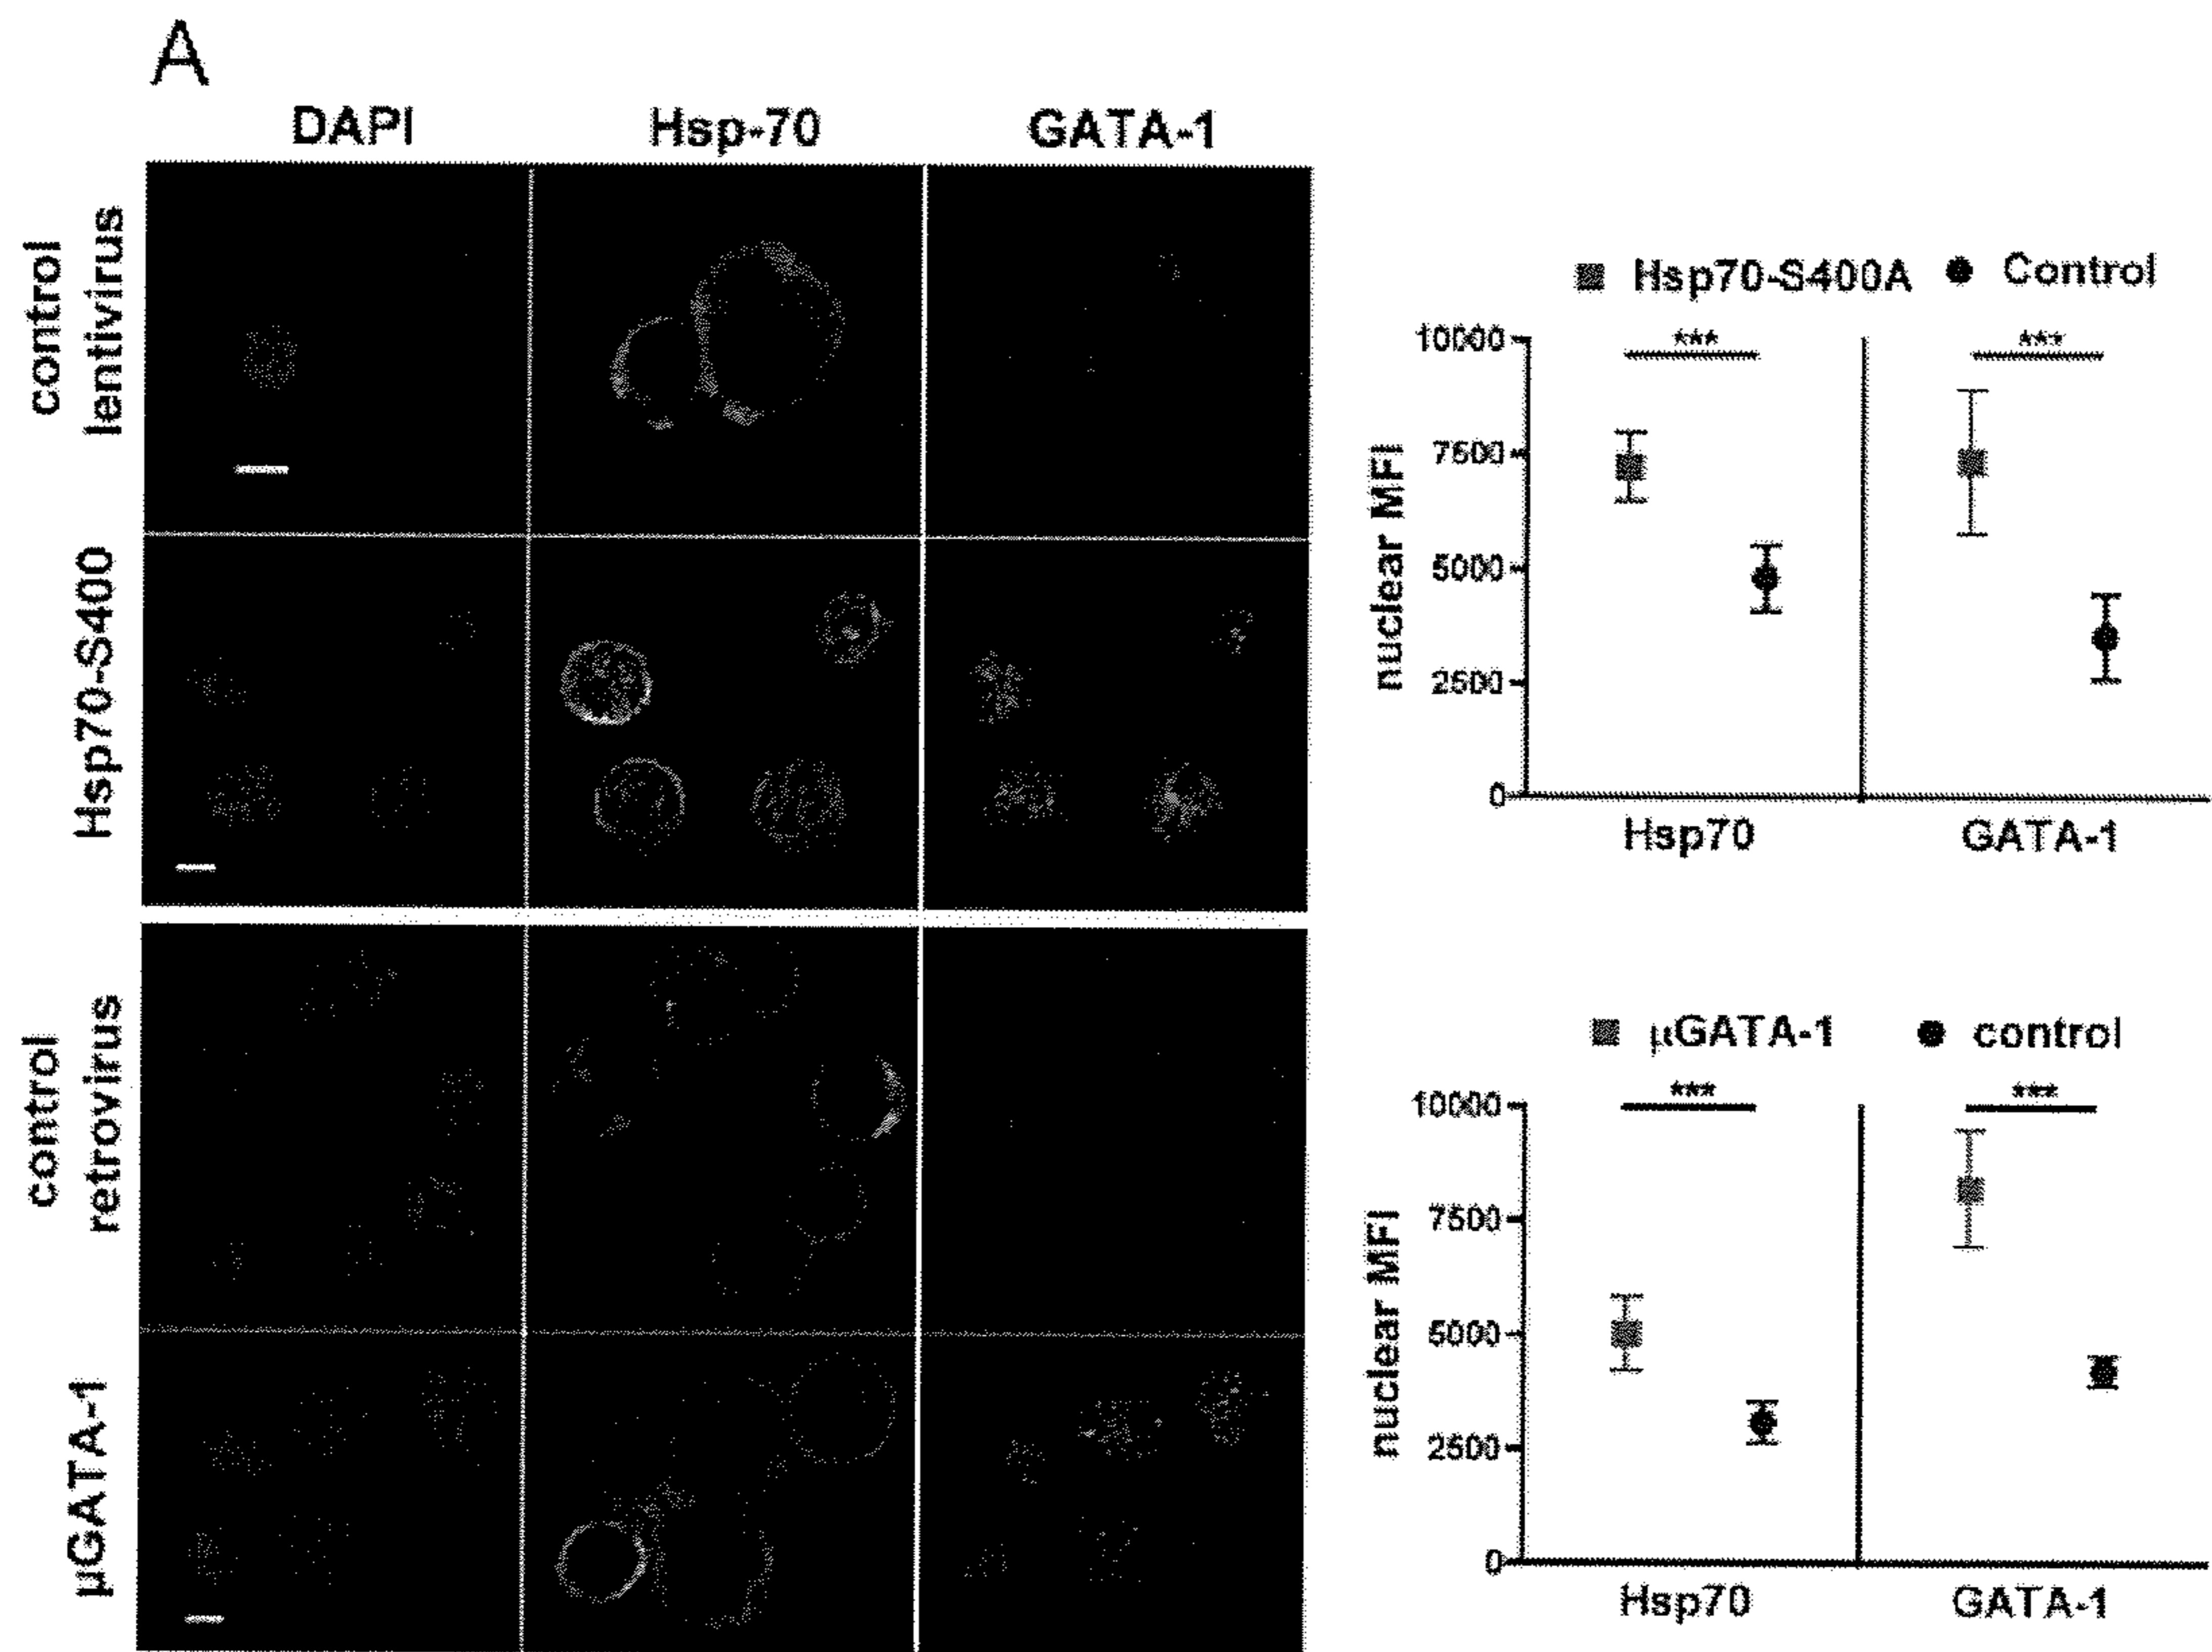 A
DAPI Hsp-70 GATA-1
control
lentivirus
Hsp70-S400
control
retrovirus
µGATA-1
Hsp70-S400A Control
*** ***
10000
7500
5000
2500
0
nuclear MFI
Hsp70 GATA-1
µGATA-1 control
*** ***
10000
7500
5000
2500
0
nuclear MFI
Hsp70 GATA-1